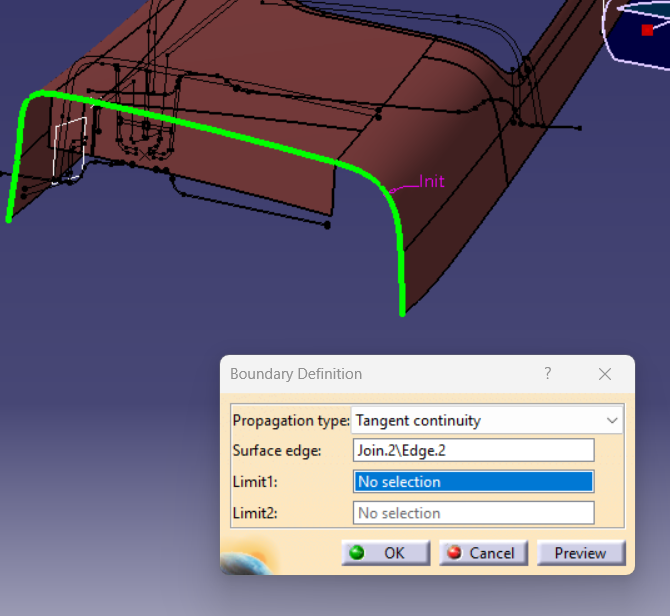 Init
Boundary Definition ?
Propagation type: Tangent continuity
Surface edge: Join.2\Edge.2
Limit1: No selection
Limit2: No selection
OK Cancel Preview